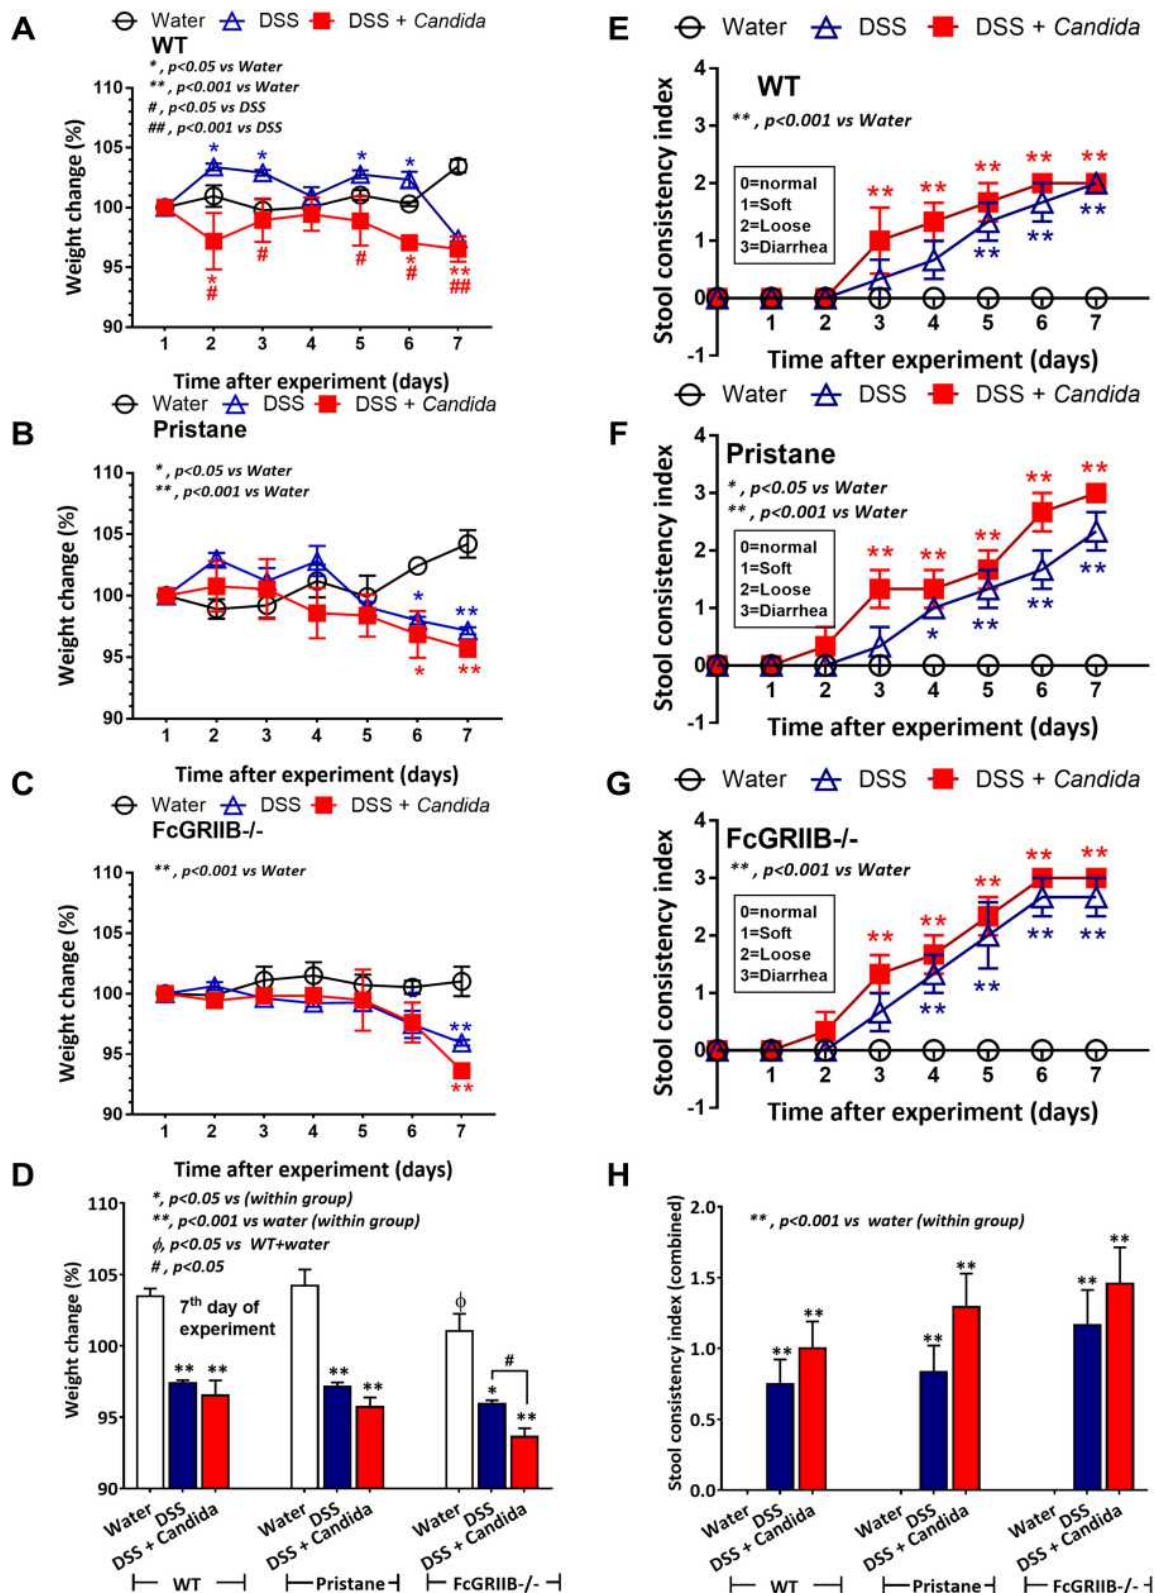 A
Water DSS DSS + Candida
WT
*, p<0.05 vs Water
**, p<0.001 vs Water
#, p<0.05 vs DSS
##, p<0.001 vs DSS
Weight change (%)
110
105
100
95
90
* * * *
* # # # * # ** ##
1 2 3 4 5 6 7
Time after experiment (days)
B
Water DSS DSS + Candida
Pristane
*, p<0.05 vs Water
**, p<0.001 vs Water
Weight change (%)
110
105
100
95
90
* **
* **
1 2 3 4 5 6 7
Time after experiment (days)
C
Water DSS DSS + Candida
FcGRIIB-/-
**, p<0.001 vs Water
Weight change (%)
110
105
100
95
90
**
**
1 2 3 4 5 6 7
Time after experiment (days)
D
*, p<0.05 vs (within group)
**, p<0.001 vs water (within group)
ϕ, p<0.05 vs WT+water
#, p<0.05
7th day of
experiment
Weight change (%)
110
105
100
95
90
** ** ** ** ϕ * # **
Water DSS DSS + Candida Water DSS DSS + Candida Water DSS DSS + Candida
WT Pristane FcGRIIB-/-
E
Water DSS DSS + Candida
WT
**, p<0.001 vs Water
0=normal
1=Soft
2=Loose
3=Diarrhea
Stool consistency index
4
3
2
1
0
-1
** ** ** ** **
** ** **
1 2 3 4 5 6 7
Time after experiment (days)
F
Water DSS DSS + Candida
Pristane
*, p<0.05 vs Water
**, p<0.001 vs Water
0=normal
1=Soft
2=Loose
3=Diarrhea
Stool consistency index
4
3
2
1
0
-1
** ** ** ** **
* ** ** **
1 2 3 4 5 6 7
Time after experiment (days)
G
Water DSS DSS + Candida
FcGRIIB-/-
**, p<0.001 vs Water
0=normal
1=Soft
2=Loose
3=Diarrhea
Stool consistency index
4
3
2
1
0
-1
** ** ** ** **
** ** ** **
1 2 3 4 5 6 7
Time after experiment (days)
H
**, p<0.001 vs water (within group)
Stool consistency index (combined)
2.0
1.5
1.0
0.5
0.0
** ** ** ** ** **
Water DSS DSS + Candida Water DSS DSS + Candida Water DSS DSS + Candida
WT Pristane FcGRIIB-/-